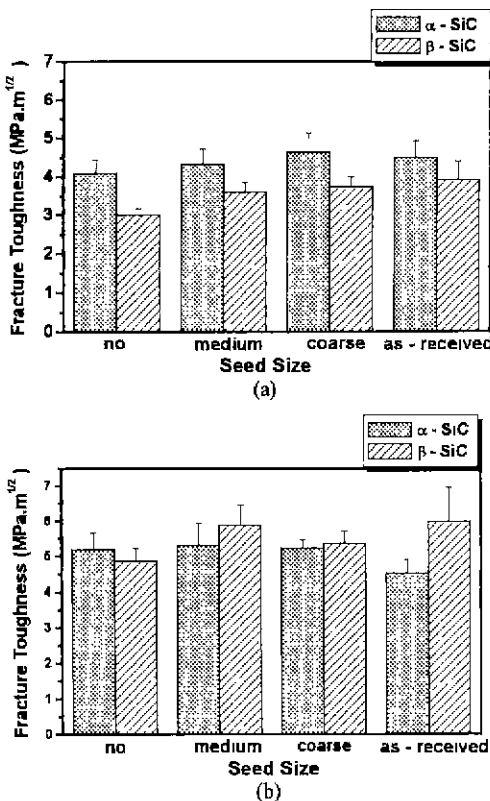 α - SiC
β - SiC
Fracture Toughness (MPa.m^1/2)
7
6
5
4
3
2
1
0
no medium coarse as - received
Seed Size
(a)
α - SiC
β - SiC
Fracture Toughness (MPa.m^1/2)
7
6
5
4
3
2
1
0
no medium coarse as - received
Seed Size
(b)